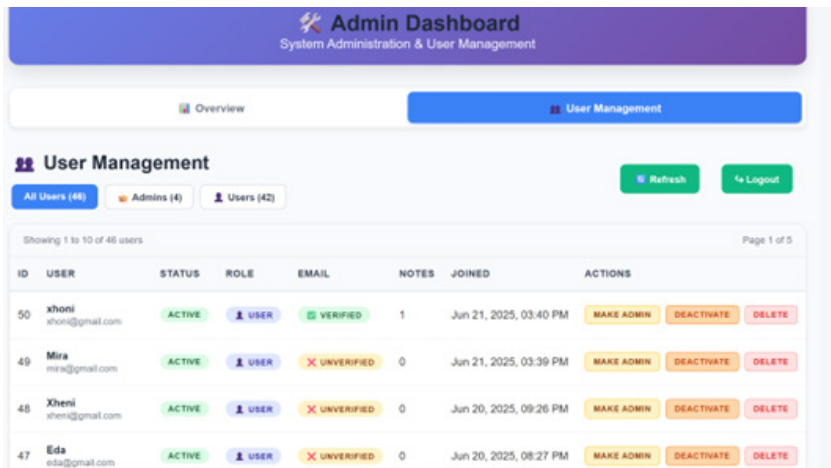 Admin Dashboard
System Administration & User Management
Overview
User Management
User Management
Refresh
Logout
All Users (46)
Admins (4)
Users (42)
Showing 1 to 10 of 46 users
Page 1 of 5
ID USER STATUS ROLE EMAIL NOTES JOINED ACTIONS
50 xhoni ACTIVE USER VERIFIED 1 Jun 21, 2025, 03:40 PM MAKE ADMIN DEACTIVATE DELETE
xhoni@gmail.com
49 Mira ACTIVE USER UNVERIFIED 0 Jun 21, 2025, 03:39 PM MAKE ADMIN DEACTIVATE DELETE
mira@gmail.com
48 Xheni ACTIVE USER UNVERIFIED 0 Jun 20, 2025, 09:26 PM MAKE ADMIN DEACTIVATE DELETE
xheni@gmail.com
47 Eda ACTIVE USER UNVERIFIED 0 Jun 20, 2025, 08:27 PM MAKE ADMIN DEACTIVATE DELETE
eda@gmail.com